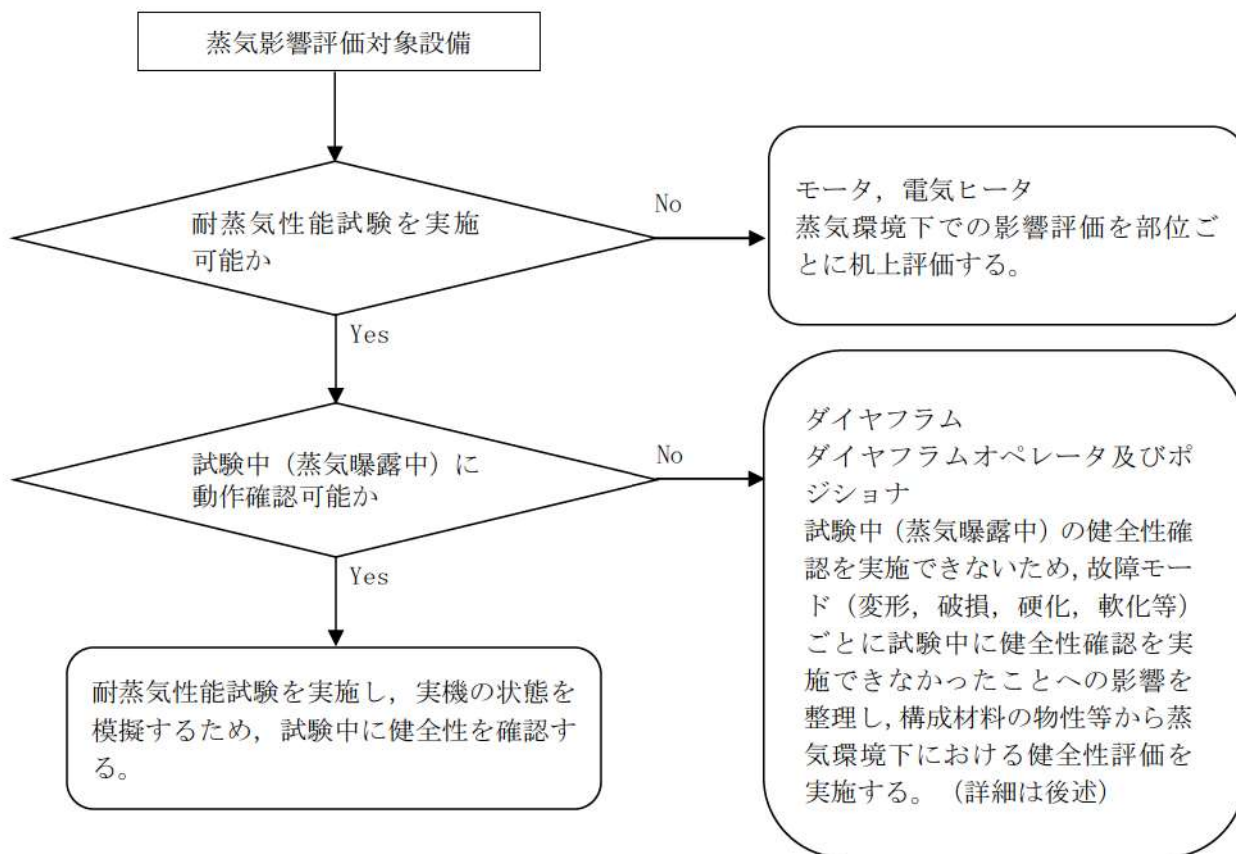 蒸気影響評価対象設備
耐蒸気性能試験を実施
可能か
No
モータ，電気ヒータ
蒸気環境下での影響評価を部位ご
とに机上評価する。
Yes
試験中（蒸気曝露中）に
動作確認可能か
No
ダイヤフラム
ダイヤフラムオペレータ及びポ
ジショナ
試験中（蒸気曝露中）の健全性確
認を実施できないため，故障モー
ド（変形，破損，硬化，軟化等）
ごとに試験中に健全性確認を実
施できなかったことへの影響を
整理し，構成材料の物性等から蒸
気環境下における健全性評価を
実施する。（詳細は後述）
Yes
耐蒸気性能試験を実施し，実機の状態を
模擬するため，試験中に健全性を確認す
る。